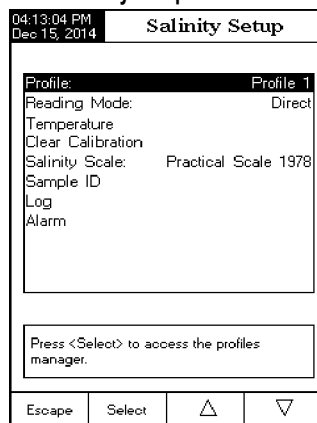 04:13:04 PM
Dec 15, 2014
Salinity Setup
Profile: Profile 1
Reading Mode: Direct
Temperature
Clear Calibration
Salinity Scale: Practical Scale 1978
Sample ID
Log
Alarm
Press <Select> to access the profiles
manager.
Escape Select